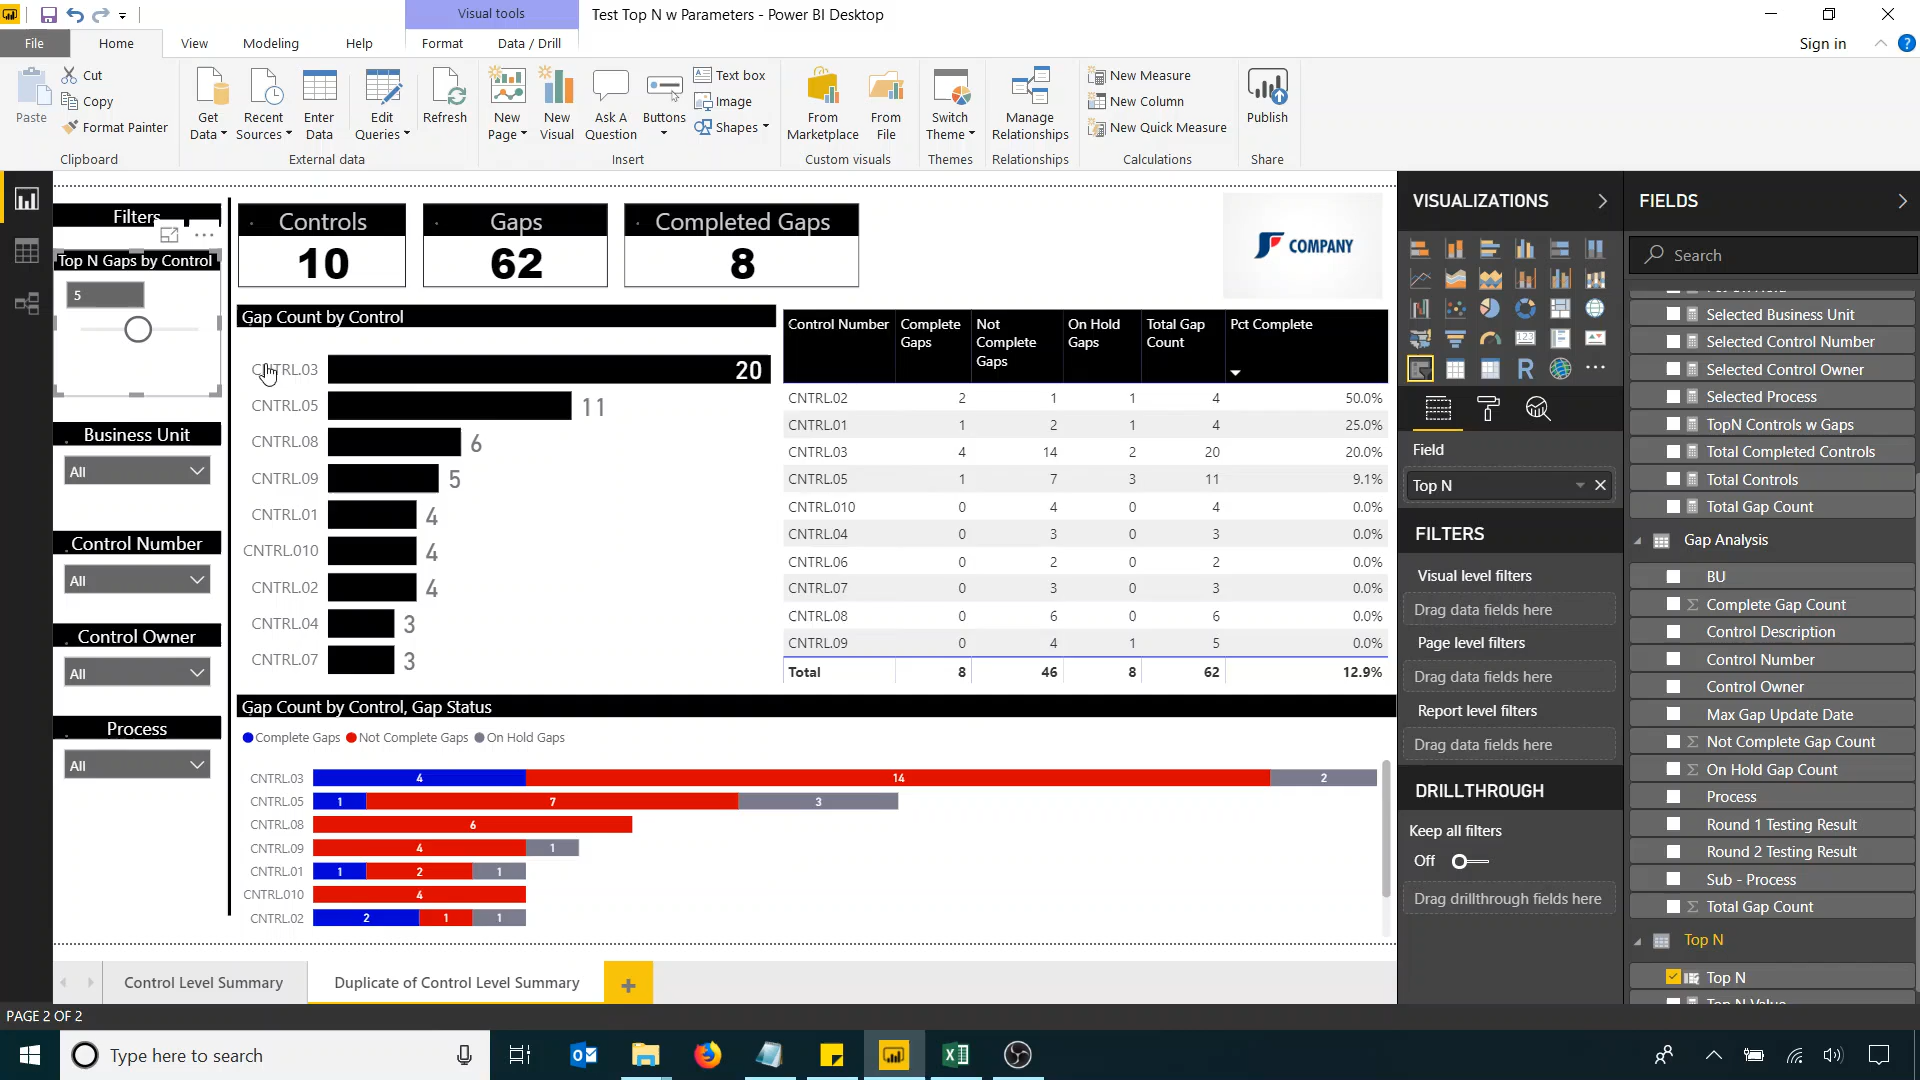 Visual tools
Test Top N w Parameters - Power BI Desktop
File
Home
View
Modeling
Help
Format
Data / Drill
Sign in
Paste
Cut
Copy
Format Painter
Clipboard
Get Data
Recent Sources
Enter Data
Edit Queries
Refresh
External data
New Page
New Visual
Ask A Question
Buttons
Text box
Image
Shapes
Insert
From Marketplace
From File
Custom visuals
Switch Theme
Themes
Manage Relationships
Relationships
New Measure
New Column
New Quick Measure
Calculations
Publish
Share
Filters
Top N Gaps by Control
5
Business Unit
All
Control Number
All
Control Owner
All
Process
All
Controls
10
Gaps
62
Completed Gaps
8
COMPANY
Gap Count by Control
CNTRL.03 20
CNTRL.05 11
CNTRL.08 6
CNTRL.09 5
CNTRL.01 4
CNTRL.010 4
CNTRL.02 4
CNTRL.04 3
CNTRL.07 3
Control Number Complete Gaps Not Complete Gaps On Hold Gaps Total Gap Count Pct Complete
CNTRL.02 2 1 1 4 50.0%
CNTRL.01 1 2 1 4 25.0%
CNTRL.03 4 14 2 20 20.0%
CNTRL.05 1 7 3 11 9.1%
CNTRL.010 0 4 0 4 0.0%
CNTRL.04 0 3 0 3 0.0%
CNTRL.06 0 2 0 2 0.0%
CNTRL.07 0 3 0 3 0.0%
CNTRL.08 0 6 0 6 0.0%
CNTRL.09 0 4 1 5 0.0%
Total 8 46 8 62 12.9%
Gap Count by Control, Gap Status
Complete Gaps Not Complete Gaps On Hold Gaps
CNTRL.03 4 14 2
CNTRL.05 1 7 3
CNTRL.08 6
CNTRL.09 4 1
CNTRL.01 1 2 1
CNTRL.010 4
CNTRL.02 2 1 1
Control Level Summary
Duplicate of Control Level Summary
PAGE 2 OF 2
VISUALIZATIONS
R
Field
Top N
FILTERS
Visual level filters
Drag data fields here
Page level filters
Drag data fields here
Report level filters
Drag data fields here
DRILLTHROUGH
Keep all filters
Off
Drag drillthrough fields here
FIELDS
Search
Selected Business Unit
Selected Control Number
Selected Control Owner
Selected Process
TopN Controls w Gaps
Total Completed Controls
Total Controls
Total Gap Count
Gap Analysis
BU
Complete Gap Count
Control Description
Control Number
Control Owner
Max Gap Update Date
Not Complete Gap Count
On Hold Gap Count
Process
Round 1 Testing Result
Round 2 Testing Result
Sub - Process
Total Gap Count
Top N
Top N
Top N Value
Type here to search